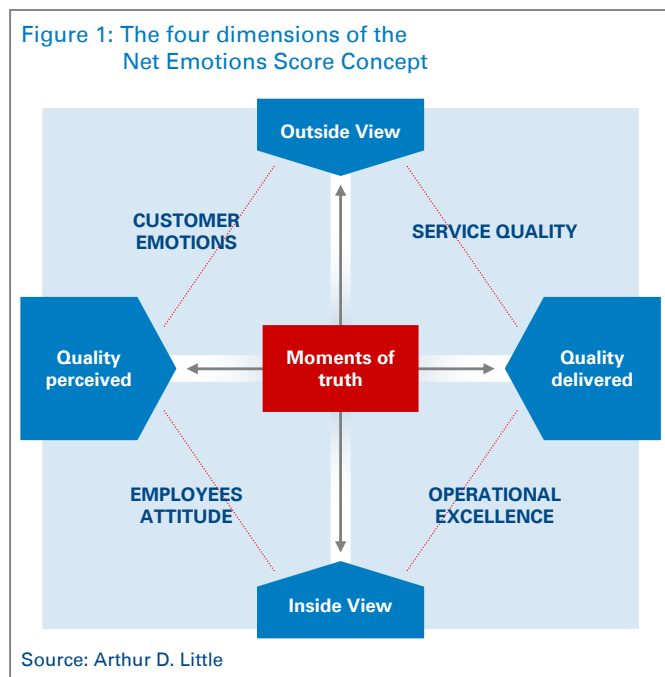 Figure 1: The four dimensions of the
Net Emotions Score Concept
Outside View
CUSTOMER
EMOTIONS
SERVICE QUALITY
Quality
perceived
Moments of
truth
Quality
delivered
EMPLOYEES
ATTITUDE
OPERATIONAL
EXCELLENCE
Inside View
Source: Arthur D. Little